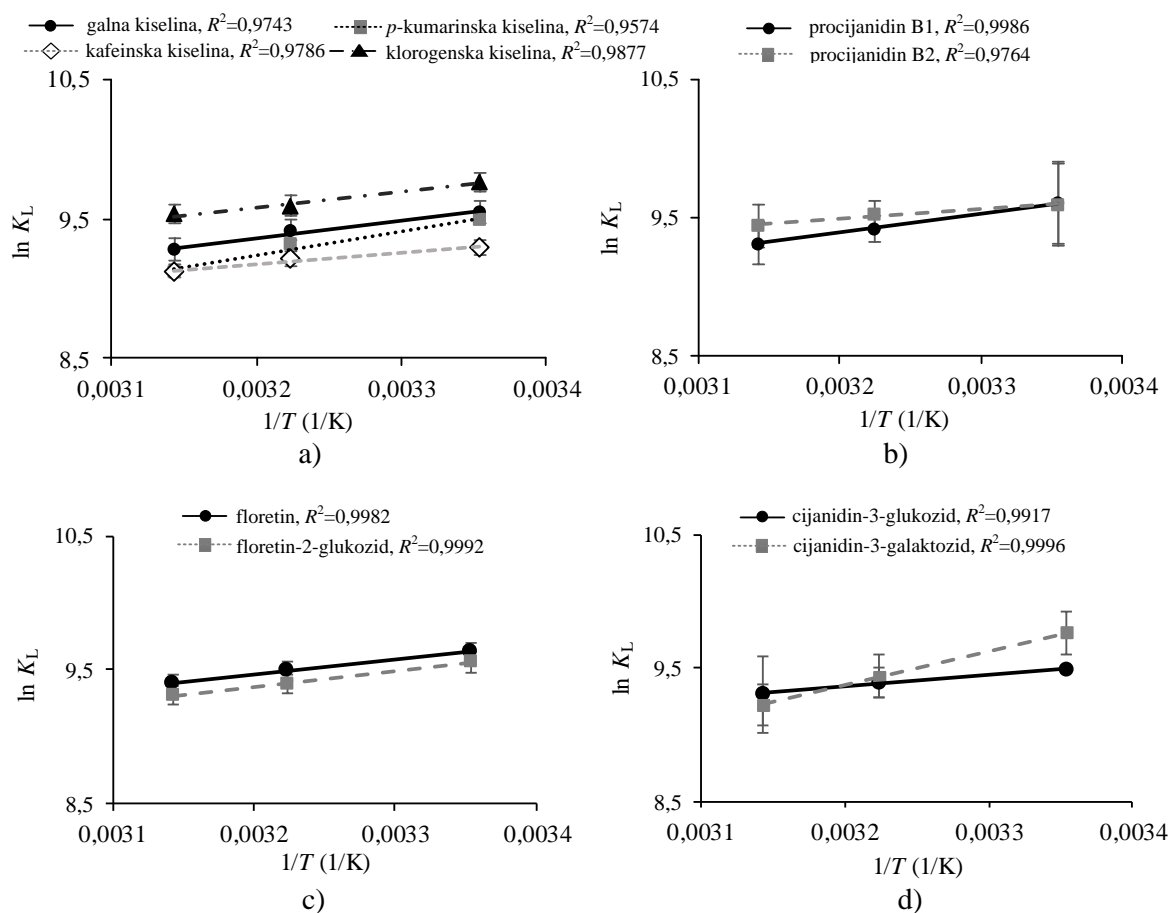 galna kiselina, R²=0,9743
p-kumarinska kiselina, R²=0,9574
kafeinska kiselina, R²=0,9786
klorogenska kiselina, R²=0,9877
10,5
9,5
8,5
ln K_L
0,0031 0,0032 0,0033 0,0034
1/T (1/K)
a)
procijanidin B1, R²=0,9986
procijanidin B2, R²=0,9764
10,5
9,5
8,5
ln K_L
0,0031 0,0032 0,0033 0,0034
1/T (1/K)
b)
floretin, R²=0,9982
floretin-2-glukozid, R²=0,9992
10,5
9,5
8,5
ln K_L
0,0031 0,0032 0,0033 0,0034
1/T (1/K)
c)
cijanidin-3-glukozid, R²=0,9917
cijanidin-3-galaktozid, R²=0,9996
10,5
9,5
8,5
ln K_L
0,0031 0,0032 0,0033 0,0034
1/T (1/K)
d)